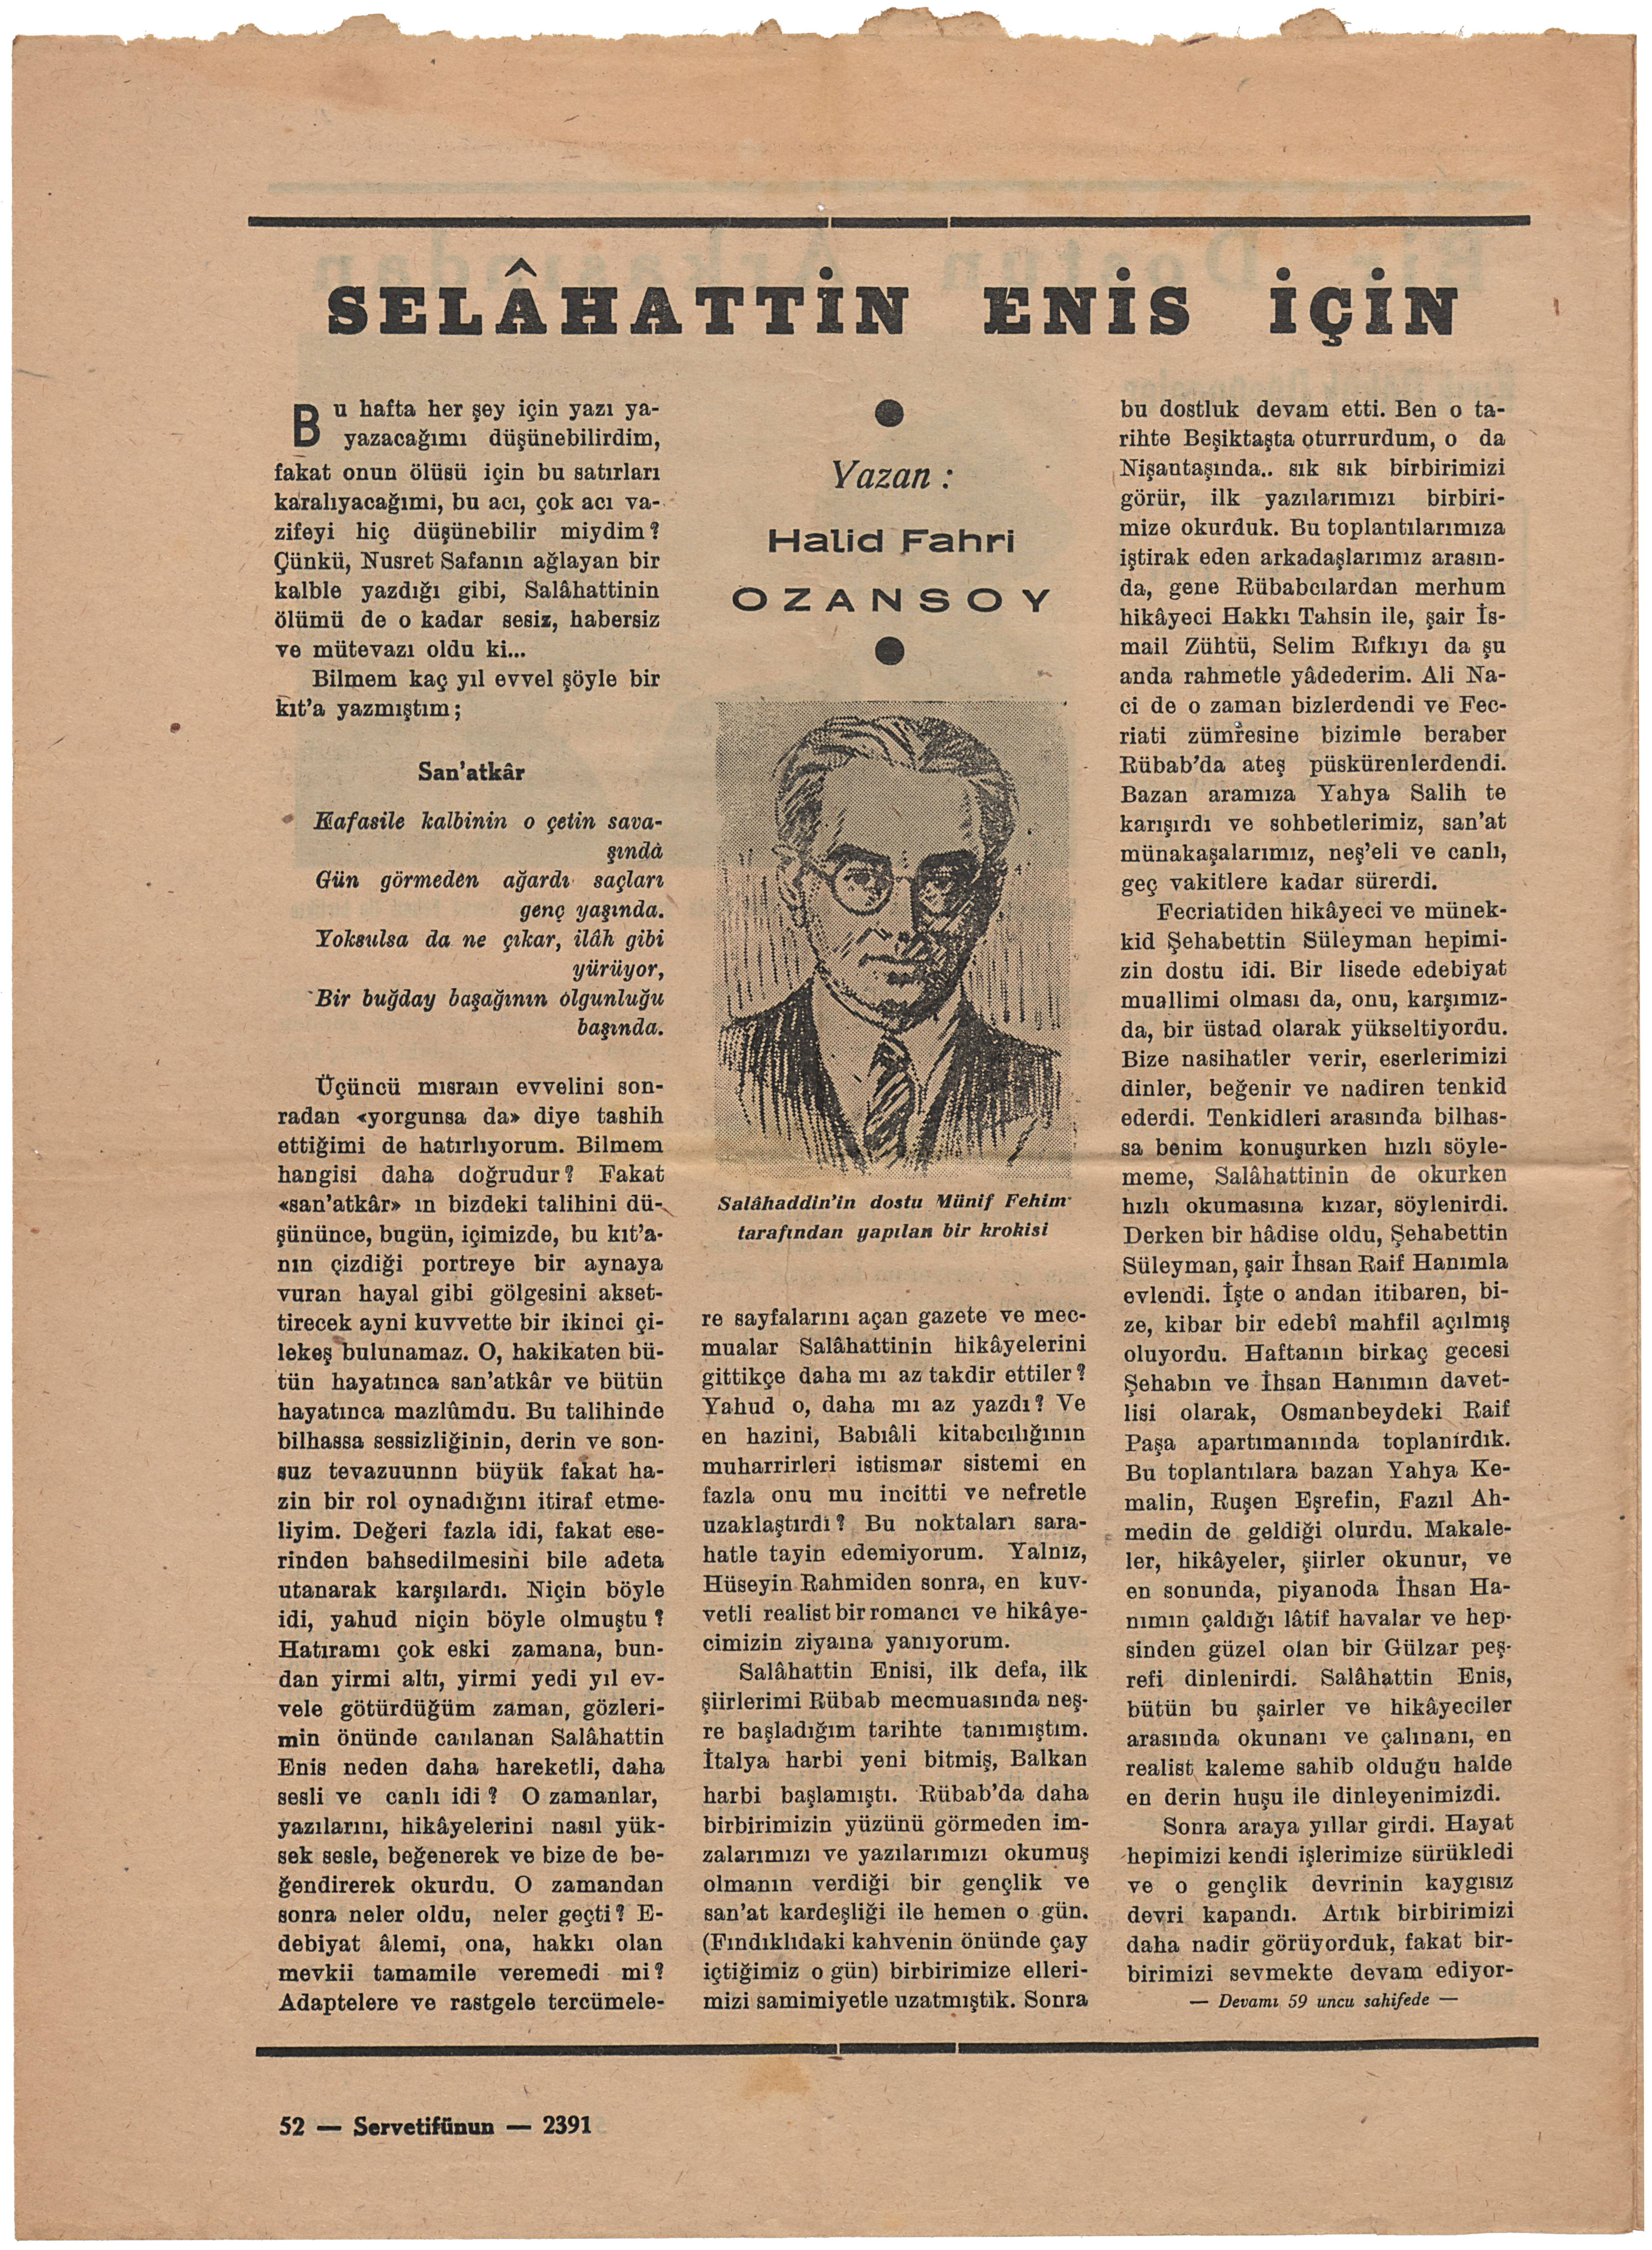 SELÂHATTİN ENİS İÇİN
Bu hafta her şey için yazı ya-
yazacağımı düşünebilirdim,
fakat onun ölüsü için bu satırları
karalıyacağımi, bu acı, çok acı va-
zifeyi hiç düşünebilir miydim?
Çünkü, Nusret Safanın ağlayan bir
kalble yazdığı gibi, Salâhattinin
ölümü de o kadar sesiz, habersiz
ve mütevazı oldu ki...
Bilmem kaç yıl evvel şöyle bir
kıt'a yazmıştım;
San'atkâr
Kafasile kalbinin o çetin sava-
şında
Gün görmeden ağardı saçları
genç yaşında.
Yoksulsa da ne çıkar, ilâh gibi
yürüyor,
Bir buğday başağının olgunluğu
başında.
Üçüncü mısraın evvelini son-
radan «yorgunsa da» diye tashih
ettiğimi de hatırlıyorum. Bilmem
hangisi daha doğrudur? Fakat
«san'atkâr» ın bizdeki talihini dü-
şününce, bugün, içimizde, bu kıt'a-
nın çizdiği portreye bir aynaya
vuran hayal gibi gölgesini akset-
tirecek ayni kuvvette bir ikinci çi-
lekeş bulunamaz. O, hakikaten bü-
tün hayatınca san'atkâr ve bütün
hayatınca mazlûmdu. Bu talihinde
bilhassa sessizliğinin, derin ve son-
suz tevazuunnn büyük fakat ha-
zin bir rol oynadığını itiraf etme-
liyim. Değeri fazla idi, fakat ese-
rinden bahsedilmesini bile adeta
utanarak karşılardı. Niçin böyle
idi, yahud niçin böyle olmuştu?
Hatıramı çok eski zamana, bun-
dan yirmi altı, yirmi yedi yıl ev-
vele götürdüğüm zaman, gözleri-
min önünde canlanan Salâhattin
Enis neden daha hareketli, daha
sesli ve canlı idi? O zamanlar,
yazılarını, hikâyelerini nasıl yük-
sek sesle, beğenerek ve bize de be-
ğendirerek okurdu. O zamandan
sonra neler oldu, neler geçti? E-
debiyat âlemi, ona, hakkı olan
mevkii tamamile veremedi mi?
Adaptelere ve rastgele tercümele-
Yazan :
Halid Fahri
OZANSOY
Salâhaddin'in dostu Münif Fehim
tarafından yapılan bir krokisi
re sayfalarını açan gazete ve mec-
mualar Salâhattinin hikâyelerini
gittikçe daha mı az takdir ettiler?
Yahud o, daha mı az yazdı? Ve
en hazini, Babıâli kitabcılığının
muharrirleri istismar sistemi en
fazla onu mu incitti ve nefretle
uzaklaştırdı? Bu noktaları sara-
hatle tayin edemiyorum. Yalnız,
Hüseyin Rahmiden sonra, en kuv-
vetli realist bir romancı ve hikâye-
cimizin ziyaına yanıyorum.
Salâhattin Enisi, ilk defa, ilk
şiirlerimi Rübab mecmuasında neş-
re başladığım tarihte tanımıştım.
İtalya harbi yeni bitmiş, Balkan
harbi başlamıştı. Rübab'da daha
birbirimizin yüzünü görmeden im-
zalarımızı ve yazılarımızı okumuş
olmanın verdiği bir gençlik ve
san'at kardeşliği ile hemen o gün.
(Fındıklıdaki kahvenin önünde çay
içtiğimiz o gün) birbirimize elleri-
mizi samimiyetle uzatmıştık. Sonra
bu dostluk devam etti. Ben o ta-
rihte Beşiktaşta oturrurdum, o da
Nişantaşında.. sık sık birbirimizi
görür, ilk yazılarımızı birbiri-
mize okurduk. Bu toplantılarımıza
iştirak eden arkadaşlarımız arasın-
da, gene Rübabcılardan merhum
hikâyeci Hakkı Tahsin ile, şair İs-
mail Zühtü, Selim Rıfkıyı da şu
anda rahmetle yâdederim. Ali Na-
ci de o zaman bizlerdendi ve Fec-
riati zümresine bizimle beraber
Rübab'da ateş püskürenlerdendi.
Bazan aramıza Yahya Salih te
karışırdı ve sohbetlerimiz, san'at
münakaşalarımız, neş'eli ve canlı,
geç vakitlere kadar sürerdi.
Fecriatiden hikâyeci ve münek-
kid Şehabettin Süleyman hepimi-
zin dostu idi. Bir lisede edebiyat
muallimi olması da, onu, karşımız-
da, bir üstad olarak yükseltiyordu.
Bize nasihatler verir, eserlerimizi
dinler, beğenir ve nadiren tenkid
ederdi. Tenkidleri arasında bilhas-
sa benim konuşurken hızlı söyle-
meme, Salâhattinin de okurken
hızlı okumasına kızar, söylenirdi.
Derken bir hâdise oldu, Şehabettin
Süleyman, şair İhsan Raif Hanımla
evlendi. İşte o andan itibaren, bi-
ze, kibar bir edebî mahfil açılmış
oluyordu. Haftanın birkaç gecesi
Şehabın ve İhsan Hanımın davet-
lisi olarak, Osmanbeydeki Raif
Paşa apartımanında toplanırdık.
Bu toplantılara bazan Yahya Ke-
malin, Ruşen Eşrefin, Fazıl Ah-
medin de geldiği olurdu. Makale-
ler, hikâyeler, şiirler okunur, ve
en sonunda, piyanoda İhsan Ha-
nımın çaldığı lâtif havalar ve hep-
sinden güzel olan bir Gülzar peş-
refi dinlenirdi. Salâhattin Enis,
bütün bu şairler ve hikâyeciler
arasında okunanı ve çalınanı, en
realist kaleme sahib olduğu halde
en derin huşu ile dinleyenimizdi.
Sonra araya yıllar girdi. Hayat
hepimizi kendi işlerimize sürükledi
ve o gençlik devrinin kaygısız
devri kapandı. Artık birbirimizi
daha nadir görüyorduk, fakat bir-
birimizi sevmekte devam ediyor-
— Devamı 59 uncu sahifede —
52 — Servetifünun — 2391